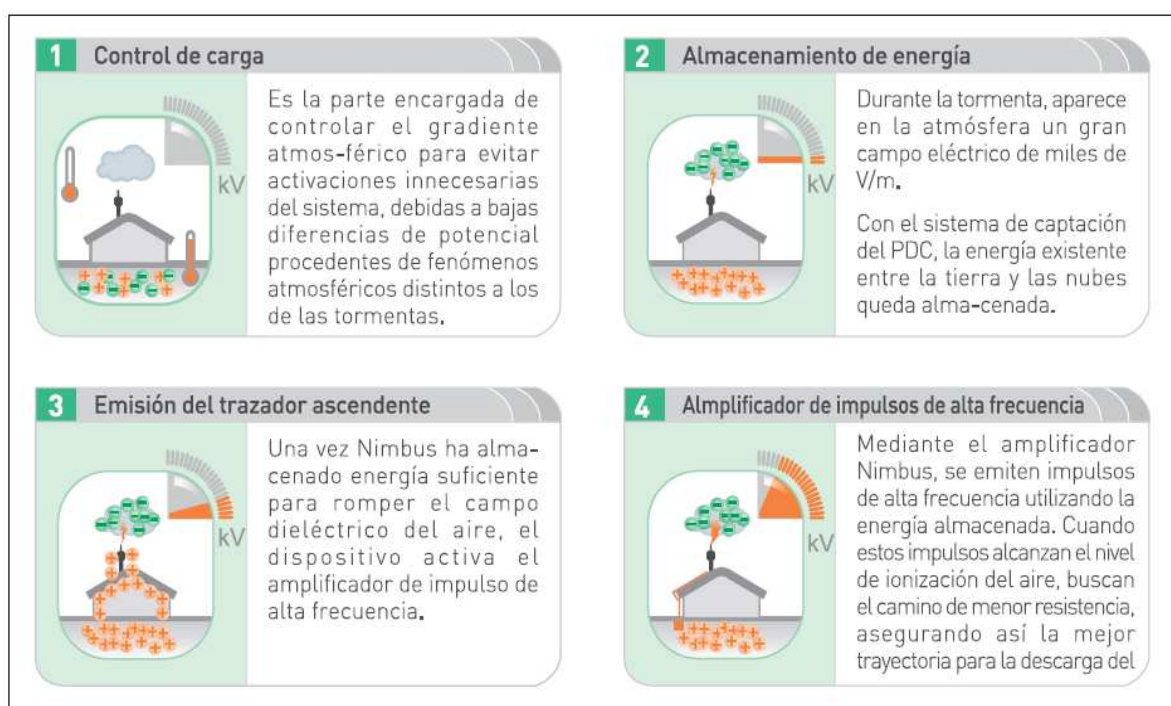 1 Control de carga
kV
Es la parte encargada de
controlar el gradiente
atmos-férico para evitar
activaciones innecesarias
del sistema, debidas a bajas
diferencias de potencial
procedentes de fenómenos
atmosféricos distintos a los
de las tormentas.
2 Almacenamiento de energía
kV
Durante la tormenta, aparece
en la atmósfera un gran
campo eléctrico de miles de
V/m.
Con el sistema de captación
del PDC, la energía existente
entre la tierra y las nubes
queda alma-cenada.
3 Emisión del trazador ascendente
kV
Una vez Nimbus ha alma-
cenado energía suficiente
para romper el campo
dieléctrico del aire, el
dispositivo activa el
amplificador de impulso de
alta frecuencia.
4 Almplificador de impulsos de alta frecuencia
kV
Mediante el amplificador
Nimbus, se emiten impulsos
de alta frecuencia utilizando la
energía almacenada. Cuando
estos impulsos alcanzan el nivel
de ionización del aire, buscan
el camino de menor resistencia,
asegurando así la mejor
trayectoria para la descarga del